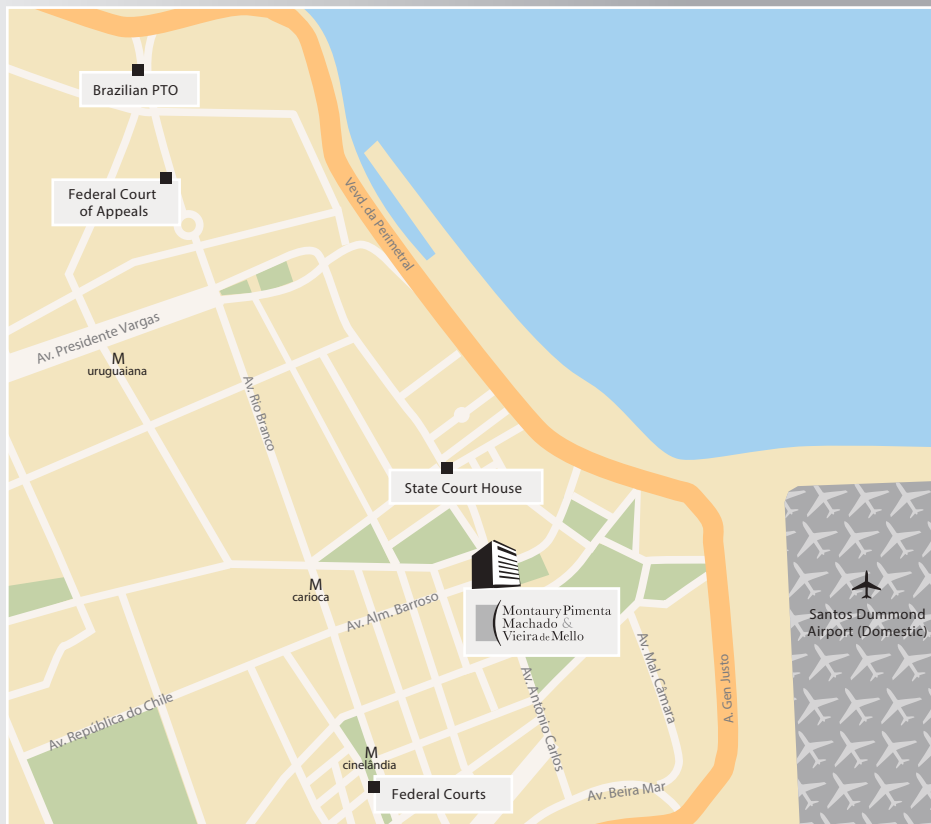 Brazilian PTO
Federal Court
of Appeals
Vevd. da Perimetral
Av. Presidente Vargas
M
uruguaiana
Av. Rio Branco
State Court House
M
carioca
Av. Alm. Barroso
Montaury Pimenta
Machado &
Vieira de Mello
Santos Dummond
Airport (Domestic)
Av. Mal. Câmara
A. Gen Justo
Av. Antônio Carlos
Av. República do Chile
M
cinelândia
Federal Courts
Av. Beira Mar